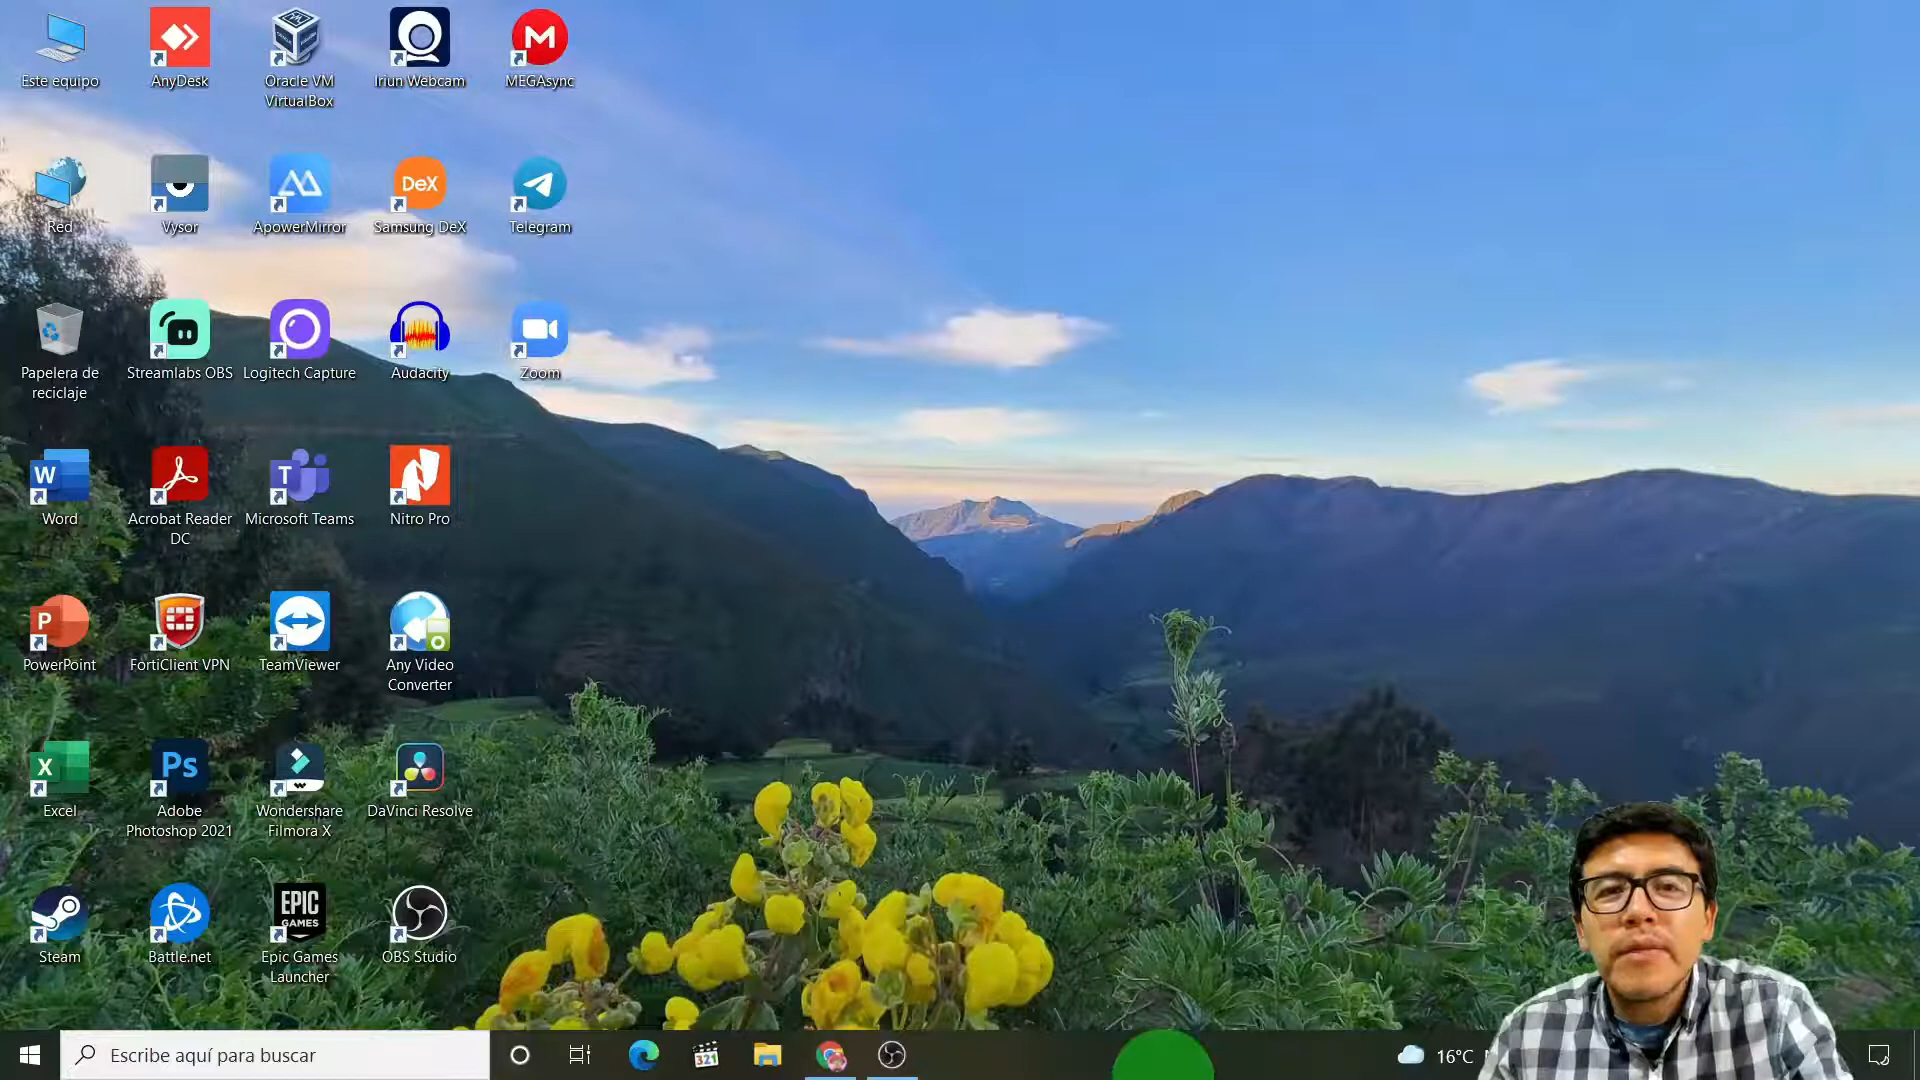 Este equipo
AnyDesk
Oracle VM
VirtualBox
Iriun Webcam
MEGAsync
Red
Vysor
ApowerMirror
DeX
Samsung DeX
Telegram
Papelera de
reciclaje
Streamlabs OBS
Logitech Capture
Audacity
Zoom
W
Word
Acrobat Reader
DC
T
Microsoft Teams
Nitro Pro
P
PowerPoint
FortiClient VPN
TeamViewer
Any Video
Converter
X
Excel
Ps
Adobe
Photoshop 2021
Wondershare
Filmora X
DaVinci Resolve
Steam
Battle.net
EPIC
GAMES
Epic Games
Launcher
OBS Studio
Escribe aquí para buscar
321
16°C